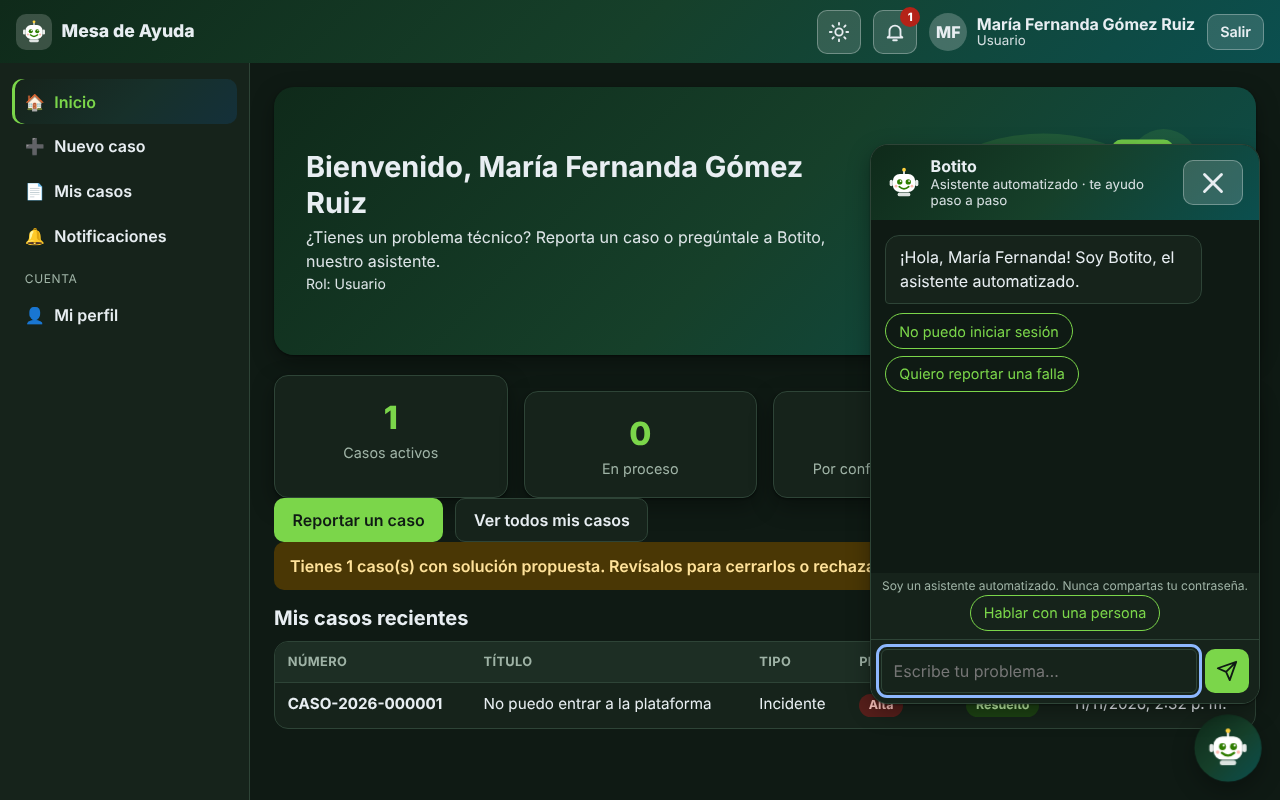 Mesa de Ayuda
1
MF
María Fernanda Gómez Ruiz
Usuario
Salir
Inicio
Nuevo caso
Mis casos
Notificaciones
CUENTA
Mi perfil
Bienvenido, María Fernanda Gómez
Ruiz
¿Tienes un problema técnico? Reporta un caso o pregúntale a Botito,
nuestro asistente.
Rol: Usuario
1
Casos activos
0
En proceso
Por conf
Reportar un caso
Ver todos mis casos
Tienes 1 caso(s) con solución propuesta. Revísalos para cerrarlos o rechaza
Mis casos recientes
NÚMERO TÍTULO TIPO
CASO-2026-000001 No puedo entrar a la plataforma Incidente Alta Resuelto 11/11/2026, 2:32 p. m.
Botito
Asistente automatizado · te ayudo
paso a paso
¡Hola, María Fernanda! Soy Botito, el
asistente automatizado.
No puedo iniciar sesión
Quiero reportar una falla
Soy un asistente automatizado. Nunca compartas tu contraseña.
Hablar con una persona
Escribe tu problema...